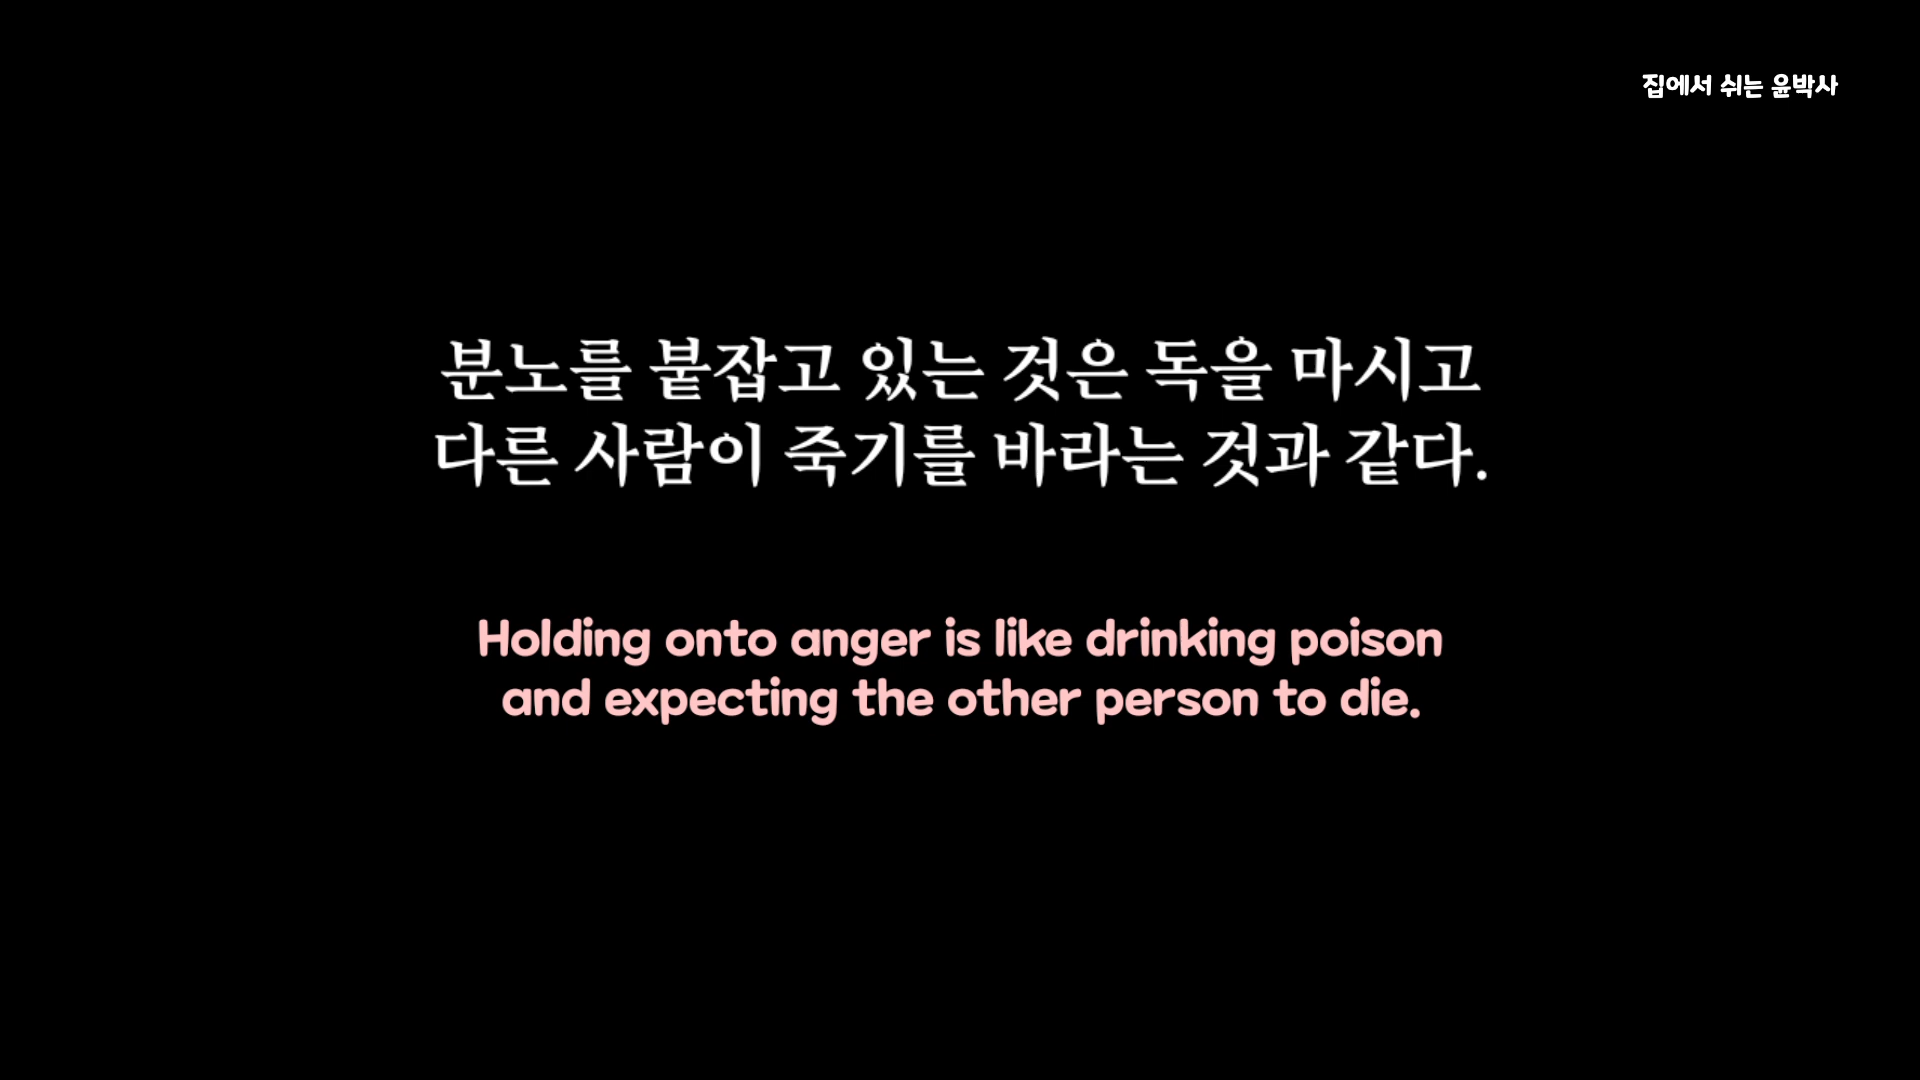 집에서 쉬는 윤박사
분노를 붙잡고 있는 것은 독을 마시고
다른 사람이 죽기를 바라는 것과 같다.
Holding onto anger is like drinking poison
and expecting the other person to die.